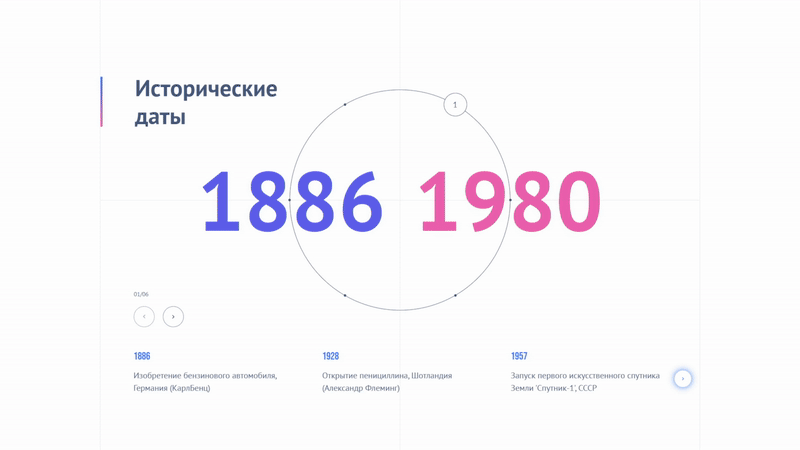 Исторические
даты
1
1886 1980
01/06
1886
Изобретение бензинового автомобиля,
Германия (КарлБенц)
1928
Открытие пенициллина, Шотландия
(Александр Флеминг)
1957
Запуск первого искусственного спутника
Земли 'Спутник-1', СССР